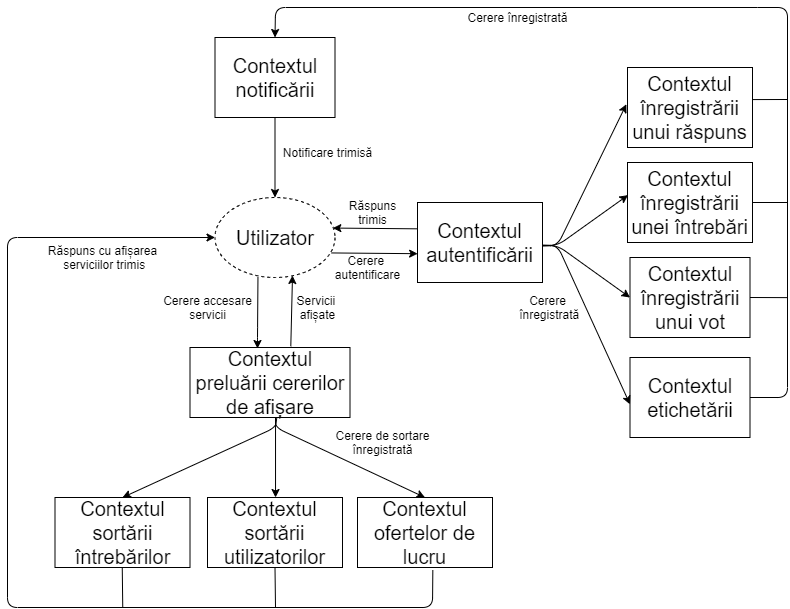 Cerere înregistrată
Contextul
notificării
Contextul
înregistrării
unui răspuns
Notificare trimisă
Contextul
înregistrării
unei întrebări
Răspuns
trimis
Utilizator
Contextul
autentificării
Răspuns cu afișarea
serviciilor trimis
Cerere
autentificare
Contextul
înregistrării
unui vot
Cerere accesare
servicii
Servicii
afișate
Cerere
înregistrată
Contextul
preluării cererilor
de afișare
Contextul
etichetării
Cerere de sortare
înregistrată
Contextul
sortării
întrebărilor
Contextul
sortării
utilizatorilor
Contextul
ofertelor de
lucru